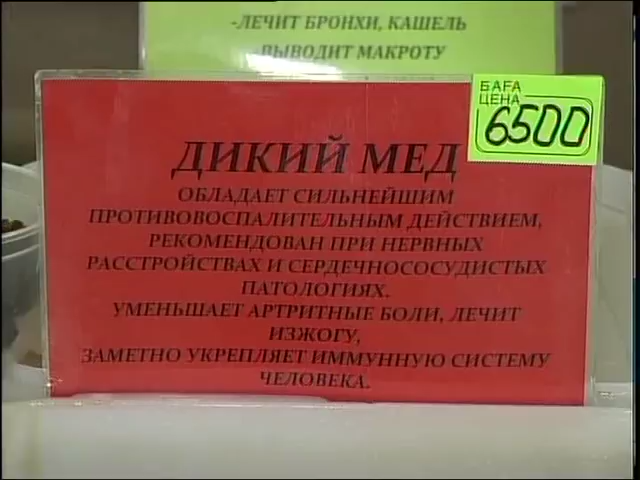 -ЛЕЧИТ БРОНХИ, КАШЕЛЬ
-ВЫВОДИТ МАКРОТУ
БАҒА
ЦЕНА
6500
ДИКИЙ МЕД
ОБЛАДАЕТ СИЛЬНЕЙШИМ
ПРОТИВОВОСПАЛИТЕЛЬНЫМ ДЕЙСТВИЕМ,
РЕКОМЕНДОВАН ПРИ НЕРВНЫХ
РАССТРОЙСТВАХ И СЕРДЕЧНОСОСУДИСТЫХ
ПАТОЛОГИЯХ.
УМЕНЬШАЕТ АРТРИТНЫЕ БОЛИ, ЛЕЧИТ
ИЗЖОГУ,
ЗАМЕТНО УКРЕПЛЯЕТ ИММУННУЮ СИСТЕМУ
ЧЕЛОВЕКА.